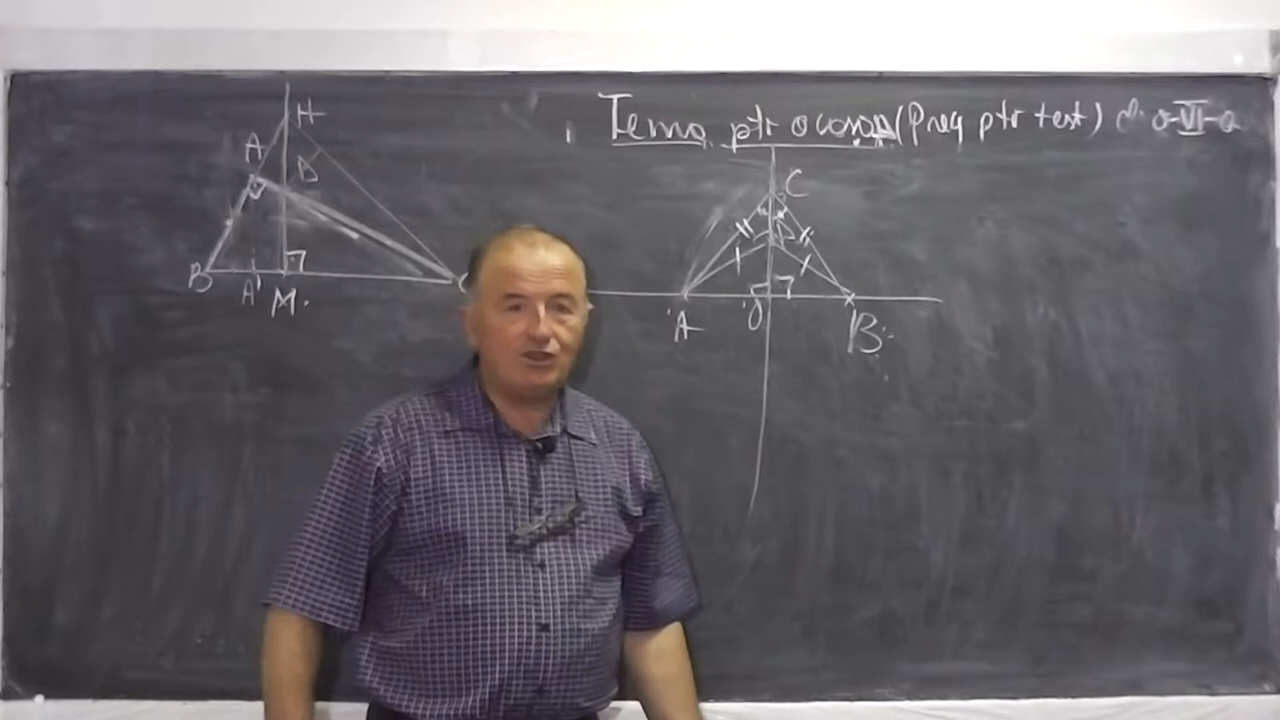 Tema ptr acasă (Preg ptr test) cl. a-VI-a
H
A
D
B
A'
M.
C
C
A
O
B